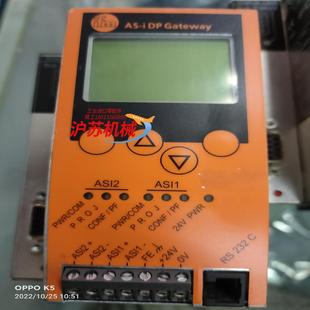 ifm
AS-i DP Gateway
沪苏机械
ASI2
ASI1
PWR/COM
PROJ
CONF/PF
PWR/COM
PROJ
CONF/PF
24V PWR
ASI2 +
ASI2 -
ASI1 +
ASI1 -
FE
+24V
0V
RS 232 C
OPPO K5
2022/10/25 10:51